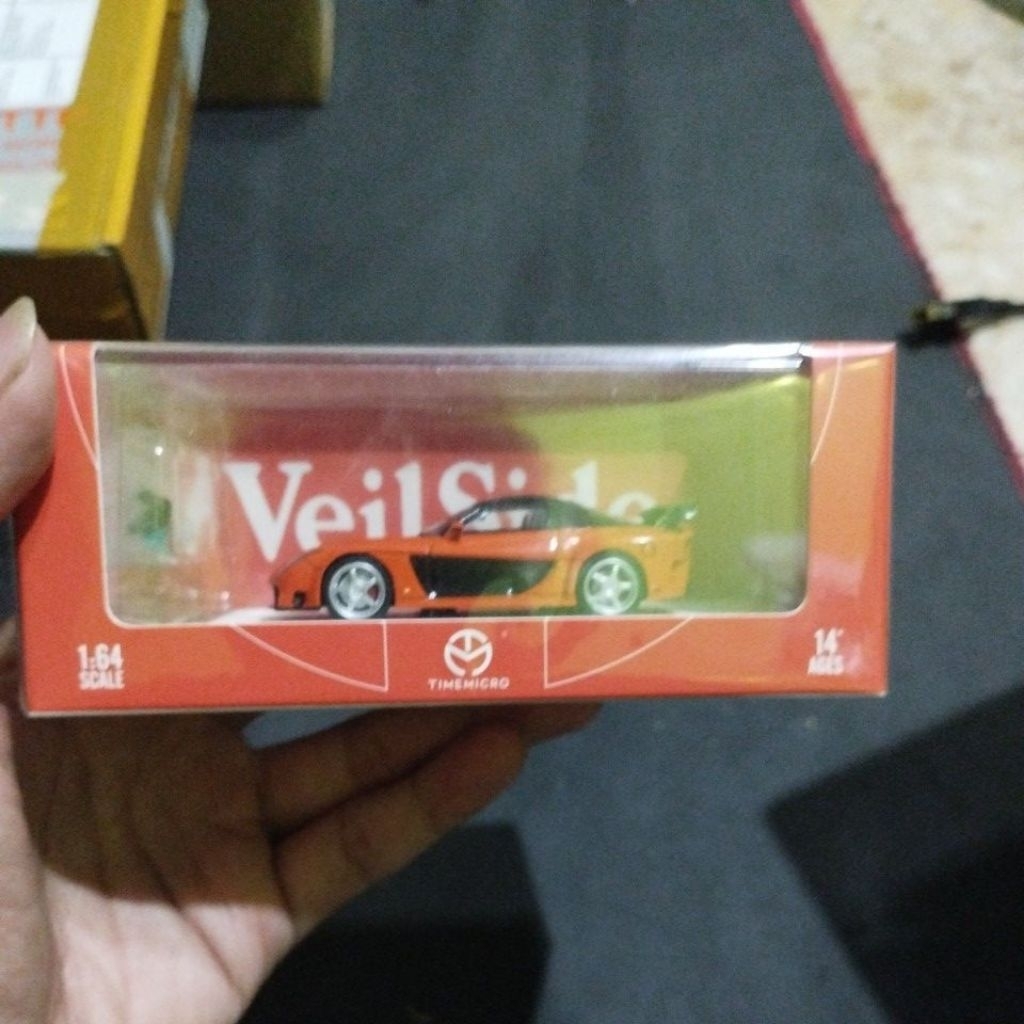 VeilSide
1:64
SCALE
TIMEMICRO
14+
AGES